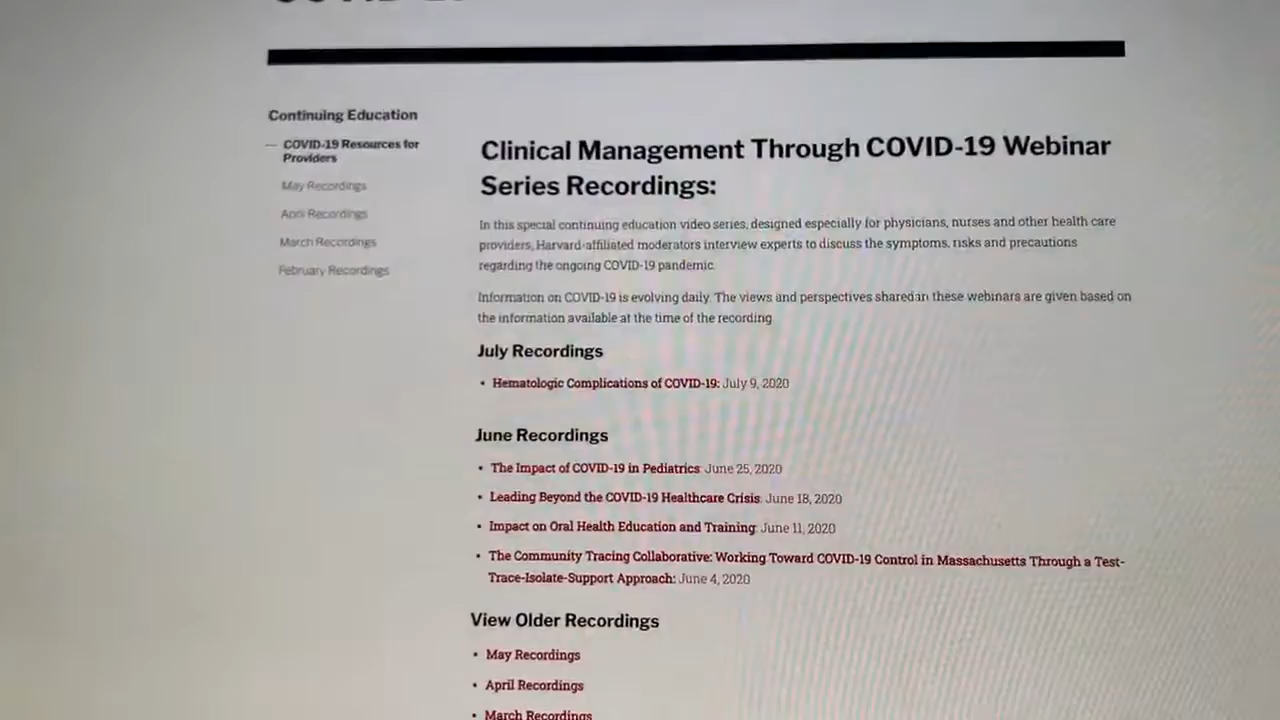 Continuing Education
— COVID-19 Resources for
Providers
May Recordings
April Recordings
March Recordings
February Recordings
Clinical Management Through COVID-19 Webinar
Series Recordings:
In this special continuing education video series, designed especially for physicians, nurses and other health care
providers, Harvard-affiliated moderators interview experts to discuss the symptoms, risks and precautions
regarding the ongoing COVID-19 pandemic.
Information on COVID-19 is evolving daily. The views and perspectives shared in these webinars are given based on
the information available at the time of the recording.
July Recordings
• Hematologic Complications of COVID-19: July 9, 2020
June Recordings
• The Impact of COVID-19 in Pediatrics: June 25, 2020
• Leading Beyond the COVID-19 Healthcare Crisis: June 18, 2020
• Impact on Oral Health Education and Training: June 11, 2020
• The Community Tracing Collaborative: Working Toward COVID-19 Control in Massachusetts Through a Test-
Trace-Isolate-Support Approach: June 4, 2020
View Older Recordings
• May Recordings
• April Recordings
• March Recordings